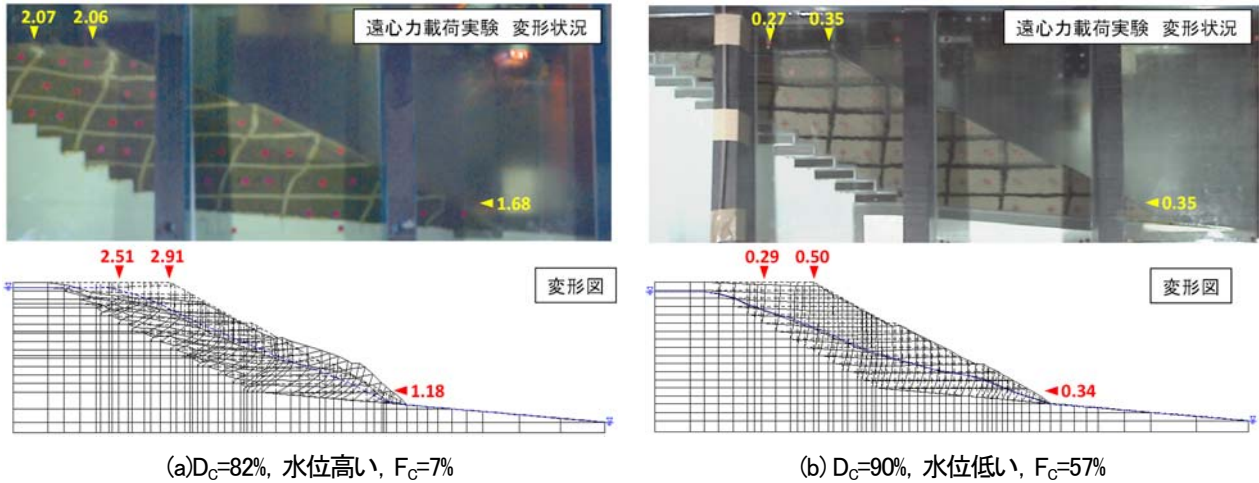 2.07 2.06
遠心力載荷実験 変形状況
1.68
2.51 2.91
変形図
1.18
(a)D_C=82%, 水位高い, F_C=7%
0.27 0.35
遠心力載荷実験 変形状況
0.35
0.29 0.50
変形図
0.34
(b) D_C=90%, 水位低い, F_C=57%